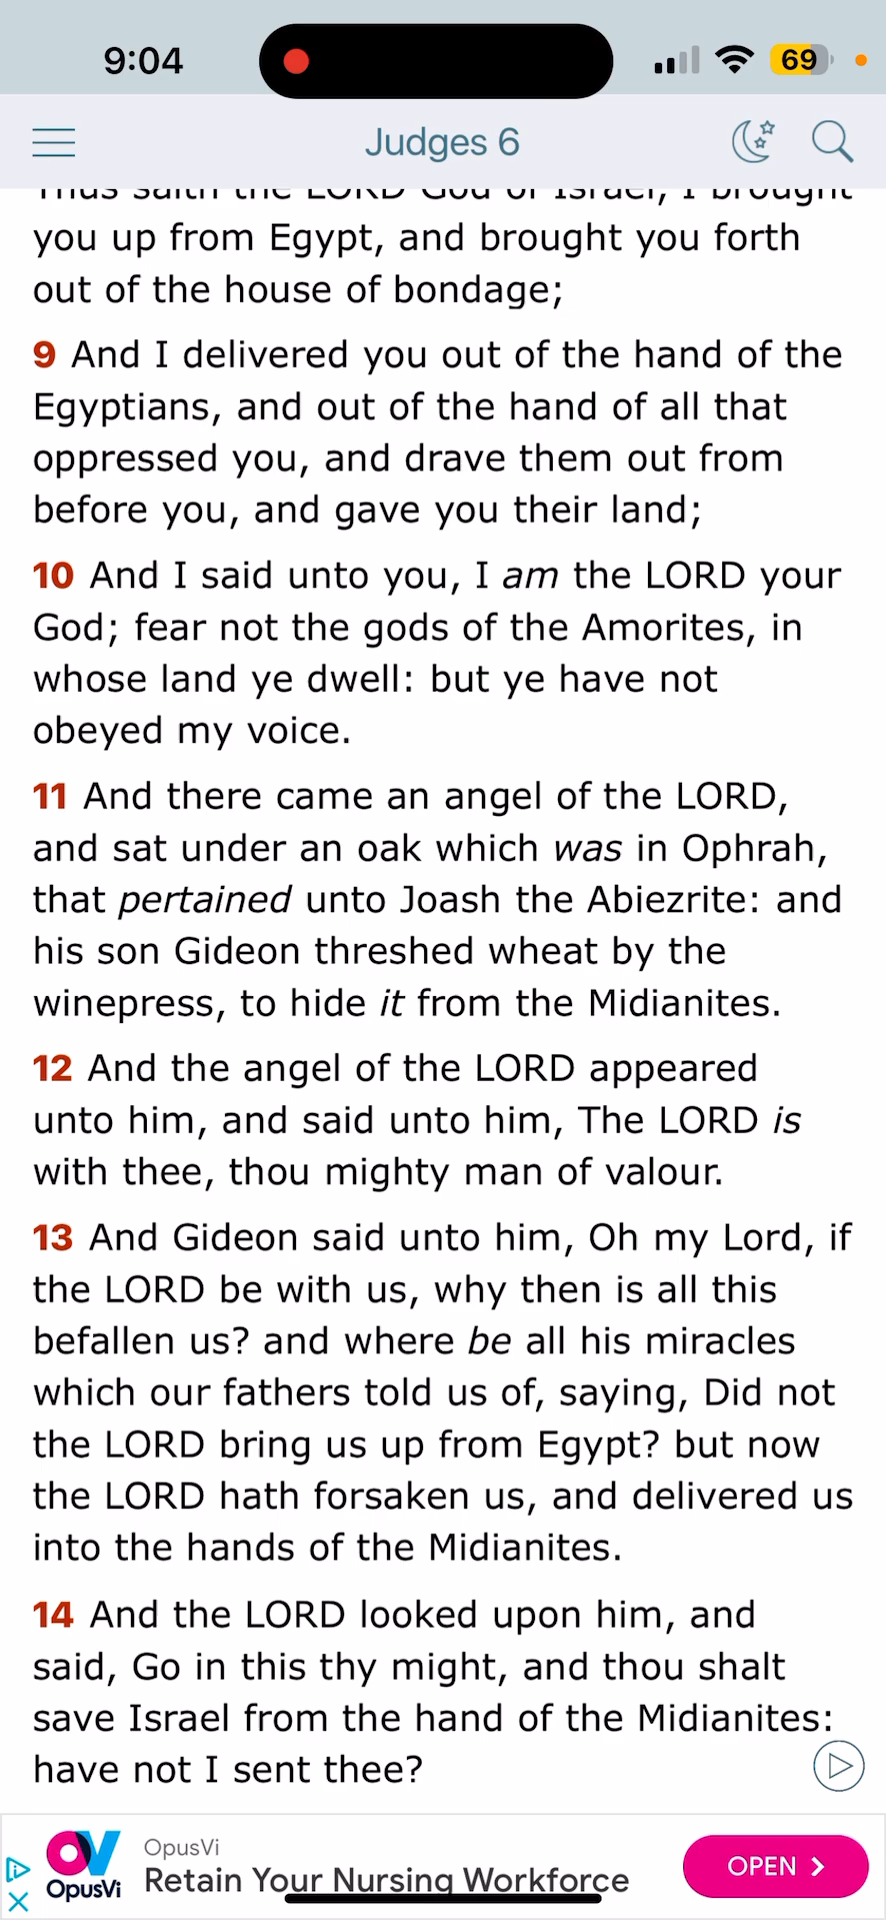 9:04
69
Judges 6
Thus saith the LORD God of Israel, I brought
you up from Egypt, and brought you forth
out of the house of bondage;
9 And I delivered you out of the hand of the
Egyptians, and out of the hand of all that
oppressed you, and drave them out from
before you, and gave you their land;
10 And I said unto you, I am the LORD your
God; fear not the gods of the Amorites, in
whose land ye dwell: but ye have not
obeyed my voice.
11 And there came an angel of the LORD,
and sat under an oak which was in Ophrah,
that pertained unto Joash the Abiezrite: and
his son Gideon threshed wheat by the
winepress, to hide it from the Midianites.
12 And the angel of the LORD appeared
unto him, and said unto him, The LORD is
with thee, thou mighty man of valour.
13 And Gideon said unto him, Oh my Lord, if
the LORD be with us, why then is all this
befallen us? and where be all his miracles
which our fathers told us of, saying, Did not
the LORD bring us up from Egypt? but now
the LORD hath forsaken us, and delivered us
into the hands of the Midianites.
14 And the LORD looked upon him, and
said, Go in this thy might, and thou shalt
save Israel from the hand of the Midianites:
have not I sent thee?
OV
OpusVi
OpusVi
Retain Your Nursing Workforce
OPEN